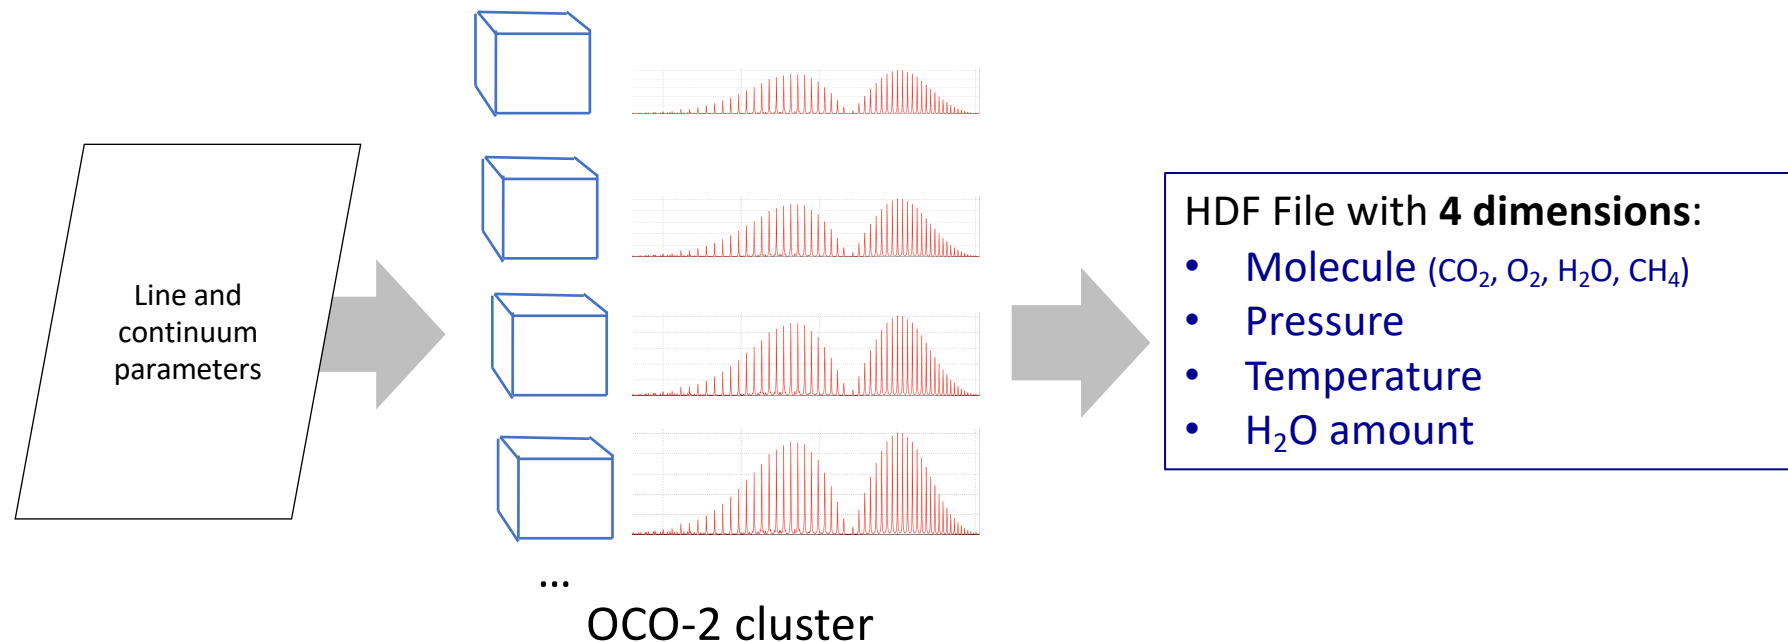 Line and
continuum
parameters
...
OCO-2 cluster
HDF File with 4 dimensions:
• Molecule (CO₂, O₂, H₂O, CH₄)
• Pressure
• Temperature
• H₂O amount